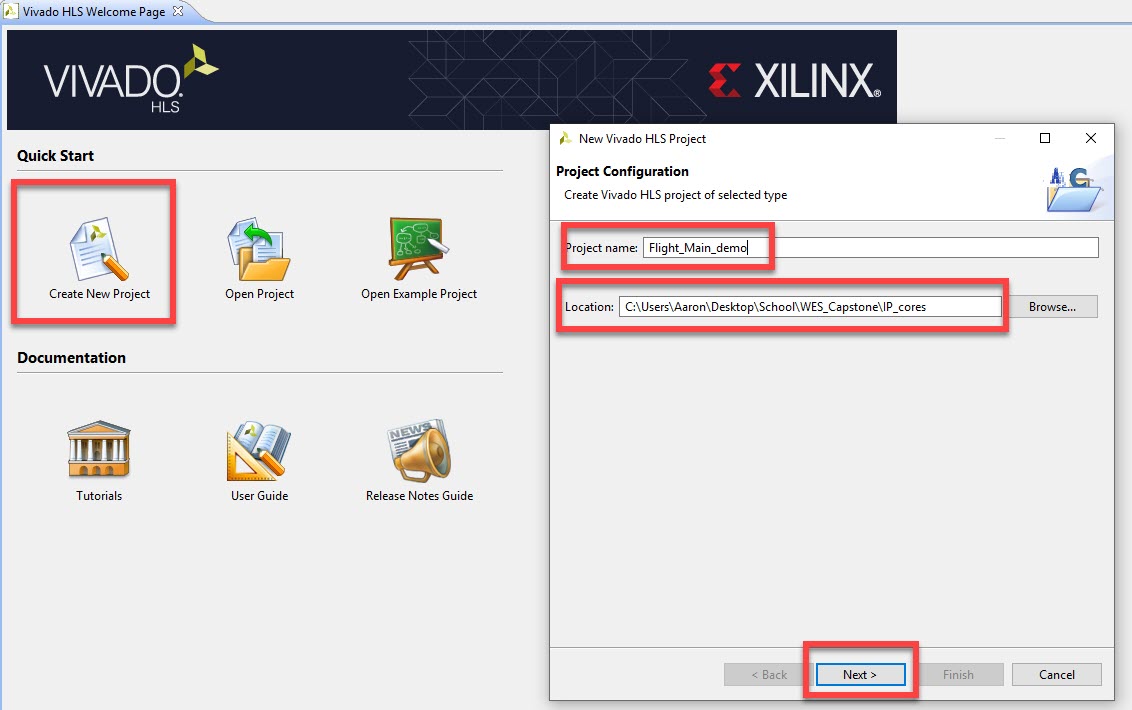 Vivado HLS Welcome Page
VIVADO.
HLS
XILINX®
Quick Start
Create New Project
Open Project
Open Example Project
Documentation
NEWS
Tutorials
User Guide
Release Notes Guide
New Vivado HLS Project
Project Configuration
Create Vivado HLS project of selected type
Project name: Flight_Main_demo
Location: C:\Users\Aaron\Desktop\School\WES_Capstone\IP_cores Browse...
< Back Next > Finish Cancel